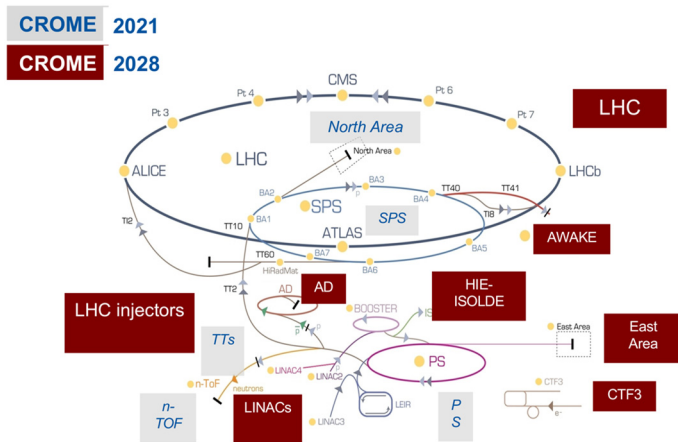 CROME 2021
CROME 2028
CMS
Pt 4
Pt 6
Pt 3
Pt 7
LHC
North Area
North Area
LHC
ALICE
LHCb
BA3
BA2
p
TT40
TT41
BA4
SPS
TI2
TT10
BA1
SPS
TI8
ATLAS
AWAKE
BA5
TT60
BA7
HiRadMat
BA6
TT2
LHC injectors
AD
AD
HIE-
ISOLDE
BOOSTER
IS
p
p
East Area
East
Area
TTs
PS
p
n-ToF
neutrons
LINAC4
LINAC2
CTF3
CTF3
n-
TOF
LINACs
LINAC3
LEIR
P
S
e-